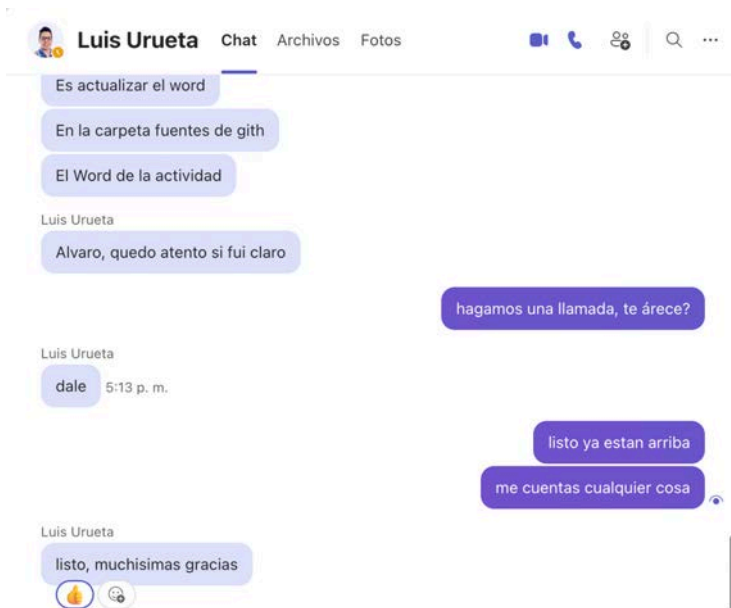 Luis Urueta Chat Archivos Fotos
Es actualizar el word
En la carpeta fuentes de gith
El Word de la actividad
Luis Urueta
Alvaro, quedo atento si fui claro
hagamos una llamada, te árece?
Luis Urueta
dale 5:13 p. m.
listo ya estan arriba
me cuentas cualquier cosa
Luis Urueta
listo, muchisimas gracias